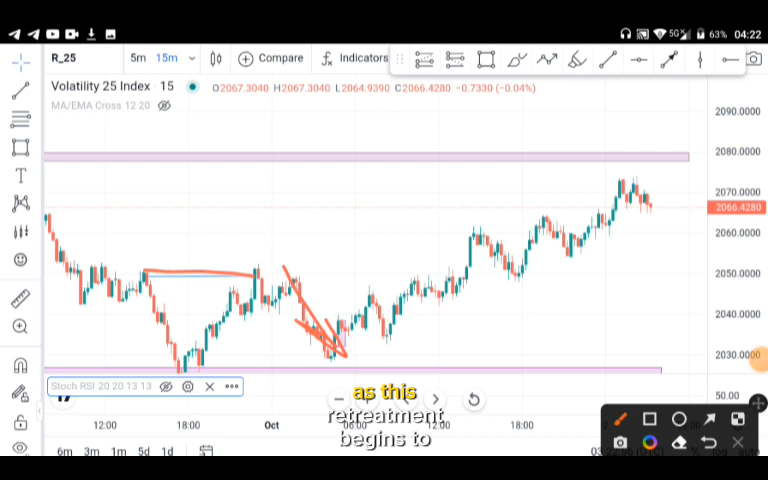 5G 63% 04:22
R_25 5m 15m Compare Indicators
Volatility 25 Index · 15 O2067.3040 H2067.3040 L2064.9390 C2066.4280 −0.7330 (−0.04%)
MA/EMA Cross 12 20
2090.0000
2080.0000
2070.0000
2066.4280
2060.0000
2050.0000
2040.0000
2030.0000
Stoch RSI 20 20 13 13
50.00
as this
retreatment
begins to
12:00 18:00 Oct 06:00 12:00 18:00
6m 3m 1m 5d 1d